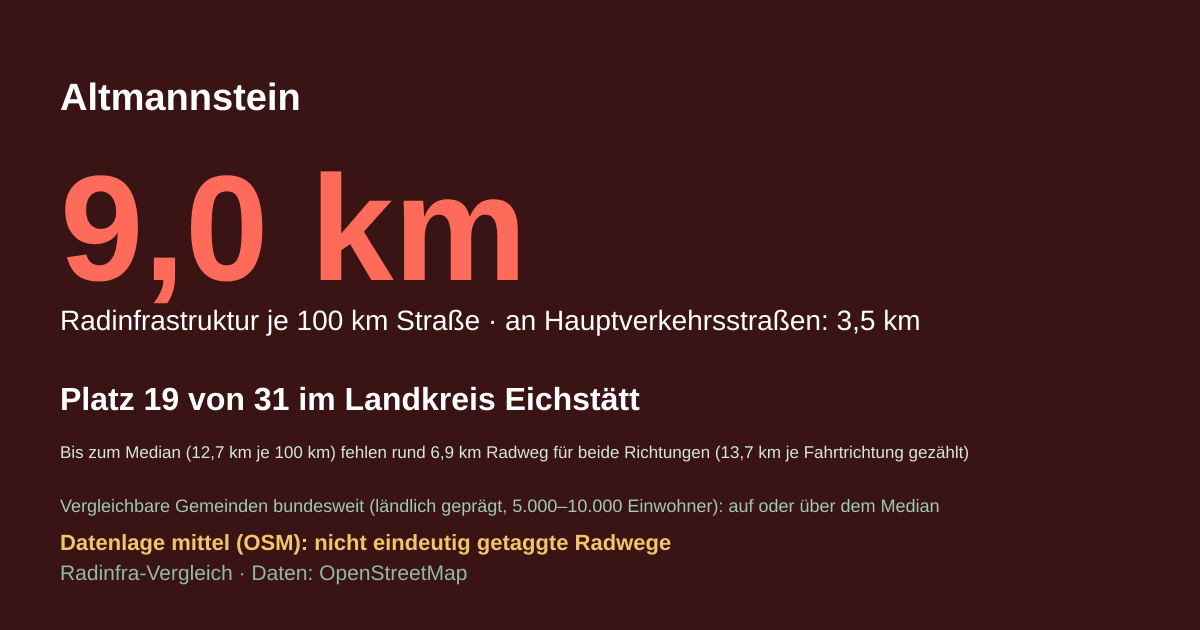 Altmannstein
9,0 km
Radinfrastruktur je 100 km Straße · an Hauptverkehrsstraßen: 3,5 km
Platz 19 von 31 im Landkreis Eichstätt
Bis zum Median (12,7 km je 100 km) fehlen rund 6,9 km Radweg für beide Richtungen (13,7 km je Fahrtrichtung gezählt)
Vergleichbare Gemeinden bundesweit (ländlich geprägt, 5.000–10.000 Einwohner): auf oder über dem Median
Datenlage mittel (OSM): nicht eindeutig getaggte Radwege
Radinfra-Vergleich · Daten: OpenStreetMap